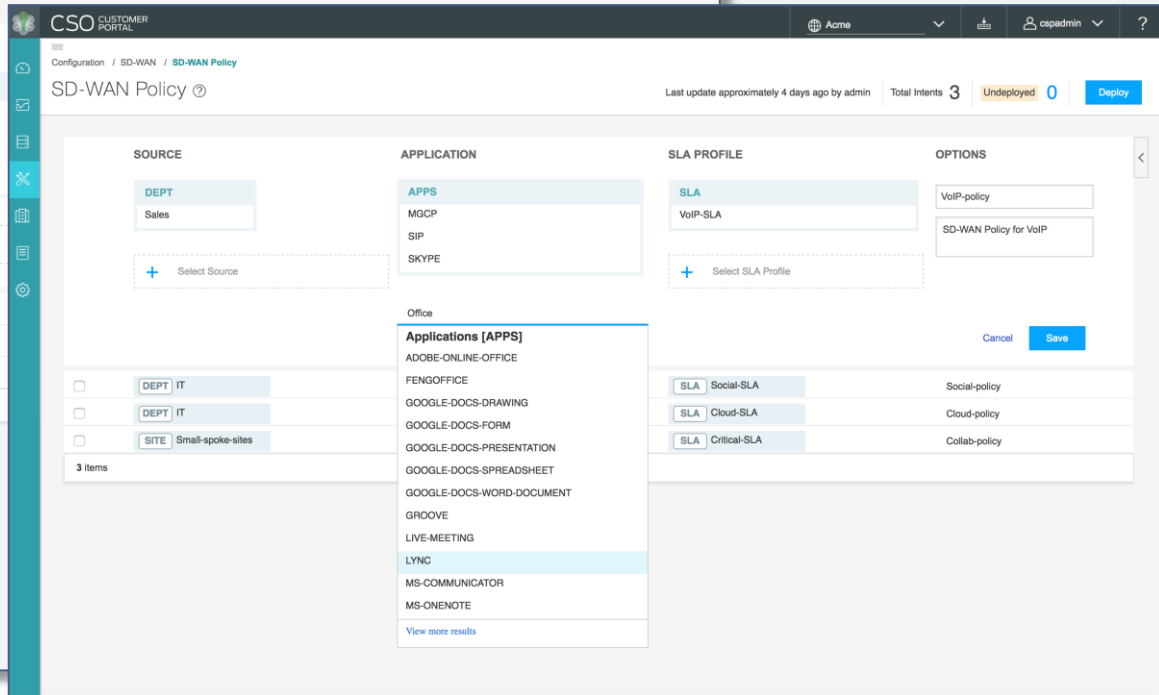 CSO CUSTOMER PORTAL
Acme
cspadmin
?
Configuration / SD-WAN / SD-WAN Policy
SD-WAN Policy ?
Last update approximately 4 days ago by admin
Total Intents 3
Undeployed 0
Deploy
SOURCE
APPLICATION
SLA PROFILE
OPTIONS
DEPT
Sales
+ Select Source
APPS
MGCP
SIP
SKYPE
SLA
VoIP-SLA
+ Select SLA Profile
VoIP-policy
SD-WAN Policy for VoIP
Cancel
Save
Office
Applications [APPS]
ADOBE-ONLINE-OFFICE
FENGOFFICE
GOOGLE-DOCS-DRAWING
GOOGLE-DOCS-FORM
GOOGLE-DOCS-PRESENTATION
GOOGLE-DOCS-SPREADSHEET
GOOGLE-DOCS-WORD-DOCUMENT
GROOVE
LIVE-MEETING
LYNC
MS-COMMUNICATOR
MS-ONENOTE
View more results
DEPT IT
SLA Social-SLA
Social-policy
DEPT IT
SLA Cloud-SLA
Cloud-policy
SITE Small-spoke-sites
SLA Critical-SLA
Collab-policy
3 items